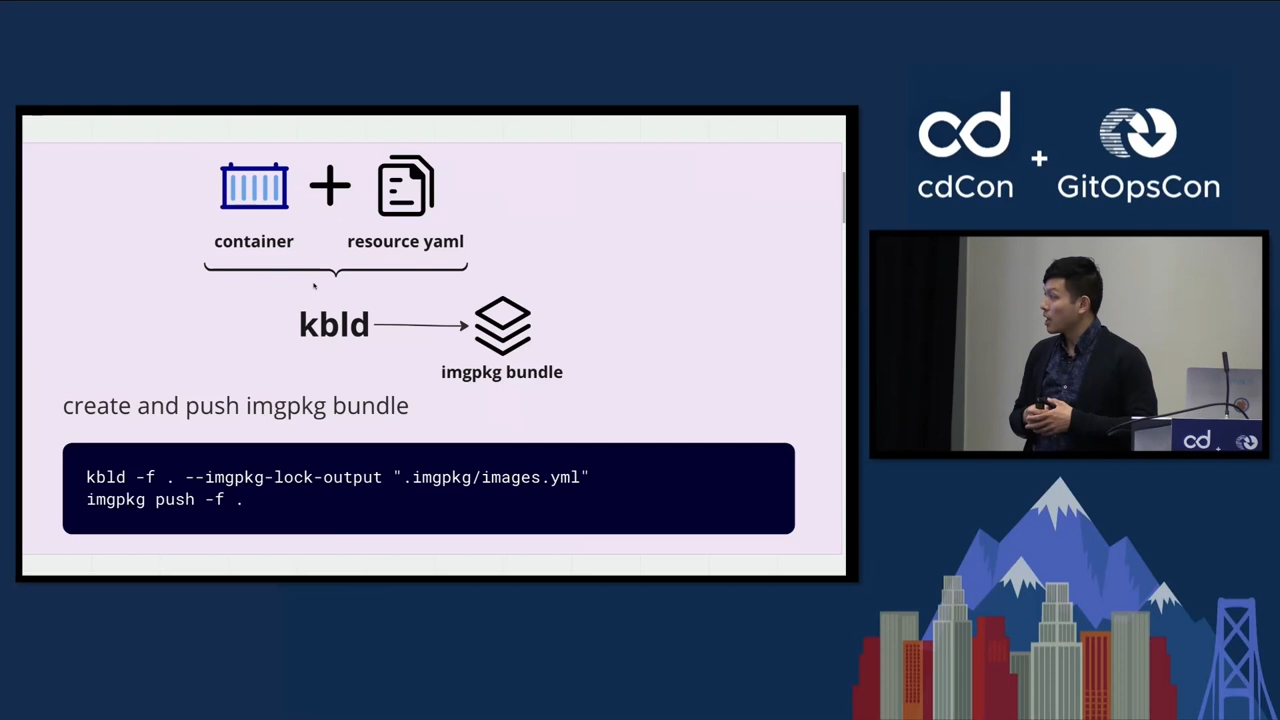 container
resource yaml
kbld
imgpkg bundle
create and push imgpkg bundle
kbld -f . --imgpkg-lock-output ".imgpkg/images.yml"
imgpkg push -f .
cd
+
cdCon
GitOpsCon
cd
+